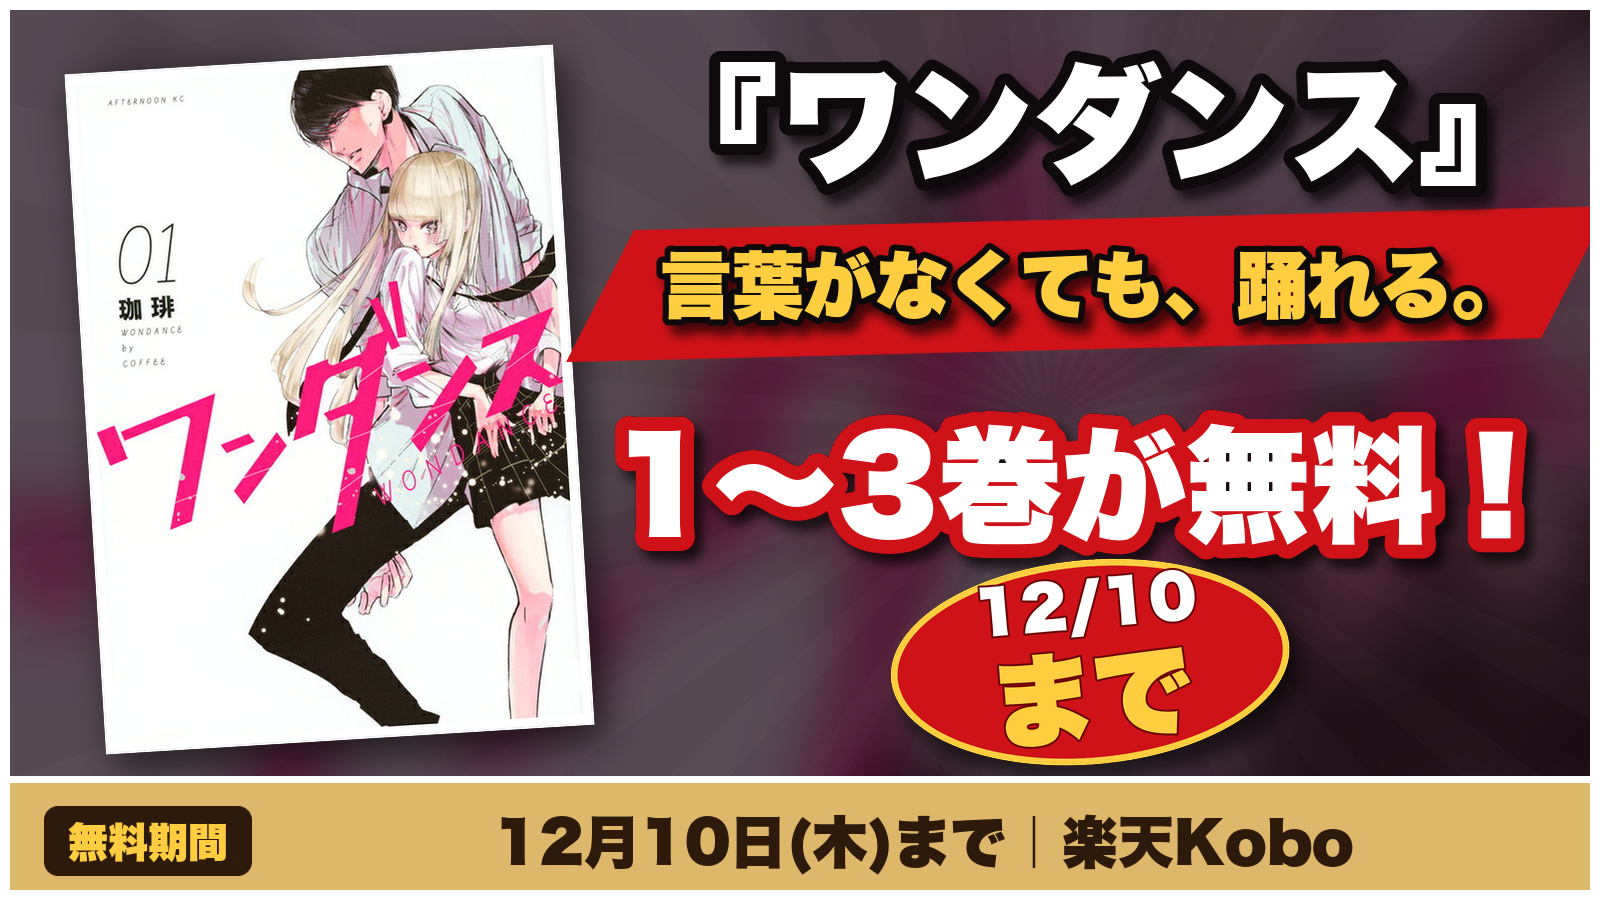 AFTERNOON KC
01
珈琲
WONDANCE
by
COFFEE
ワンダンス
WONDANCE
『ワンダンス』
言葉がなくても、踊れる。
1〜3巻が無料！
12/10
まで
無料期間
12月10日(木)まで｜楽天Kobo